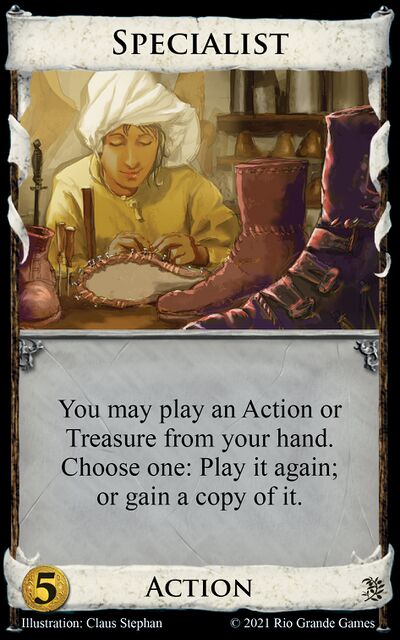 SPECIALIST
You may play an Action or
Treasure from your hand.
Choose one: Play it again;
or gain a copy of it.
5
ACTION
Illustration: Claus Stephan
© 2021 Rio Grande Games